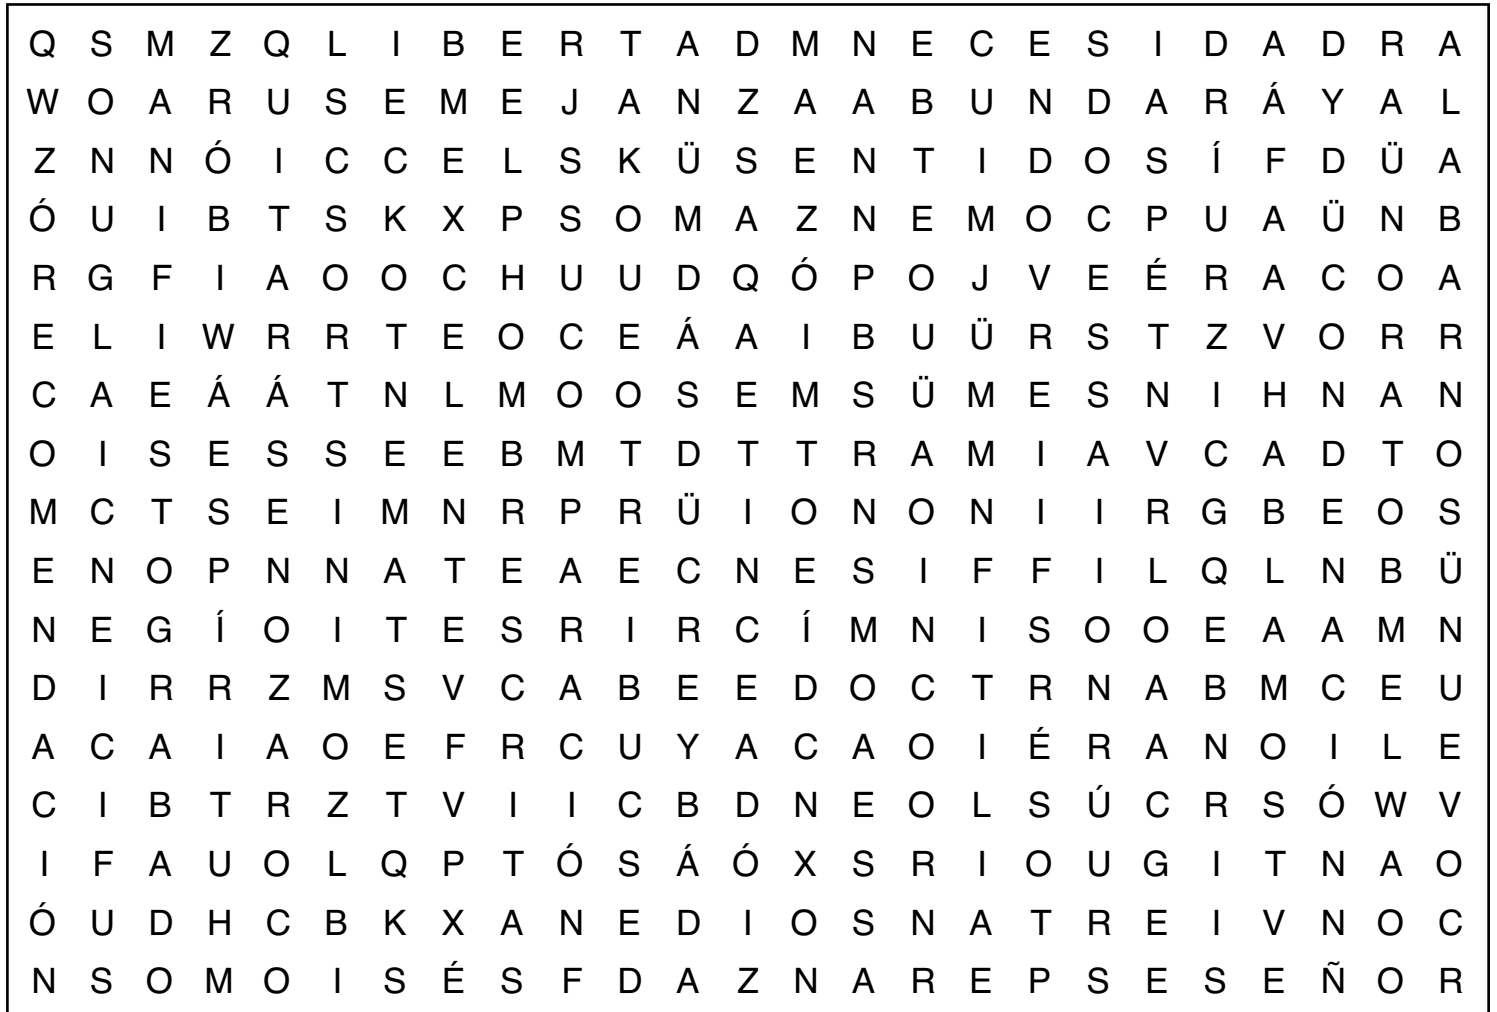 Q S M Z Q L I B E R T A D M N E C E S I D A D R A
W O A R U S E M E J A N Z A A B U N D A R Á Y A L
Z N N Ó I C C E L S K Ü S E N T I D O S Í F D Ü A
Ó U I B T S K X P S O M A Z N E M O C P U A Ü N B
R G F I A O O C H U U D Q Ó P O J V E É R A C O A
E L I W R R T E O C E Á A I B U Ü R S T Z V O R R
C A E Á Á T N L M O O S E M S Ü M E S N I H N A N
O I S E S S E E B M T D T T R A M I A V C A D T O
M C T S E I M N R P R Ü I O N O N I I R G B E O S
E N O P N N A T E A E C N E S I F F I L Q L N B Ü
N E G Í O I T E S R I R C Í M N I S O O E A A M N
D I R R Z M S V C A B E E D O C T R N A B M C E U
A C A I A O E F R C U Y A C A O I É R A N O I L E
C I B T R Z T V I I C B D N E O L S Ú C R S Ó W V
I F A U O L Q P T Ó S Á Ó X S R I O U G I T N A O
Ó U D H C B K X A N E D I O S N A T R E I V N O C
N S O M O I S É S F D A Z N A R E P S E S E Ñ O R